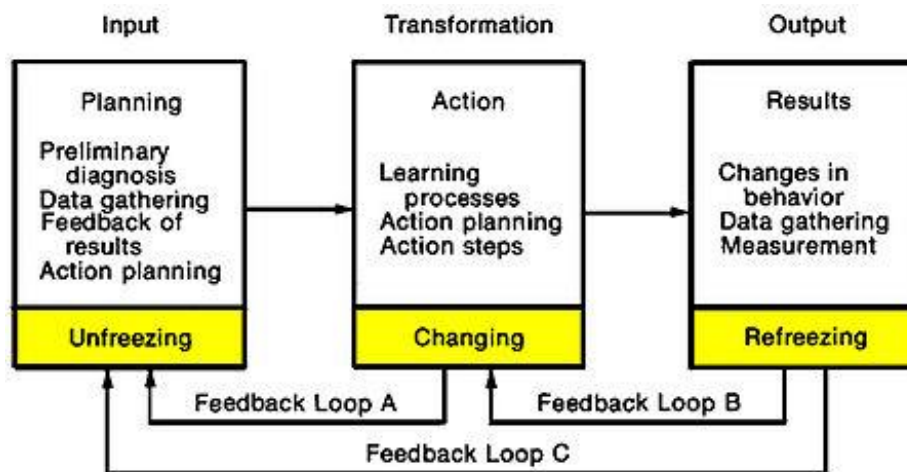 Input
Transformation
Output
Planning
Preliminary
diagnosis
Data gathering
Feedback of
results
Action planning
Unfreezing
Action
Learning
processes
Action planning
Action steps
Changing
Results
Changes in
behavior
Data gathering
Measurement
Refreezing
Feedback Loop A
Feedback Loop B
Feedback Loop C